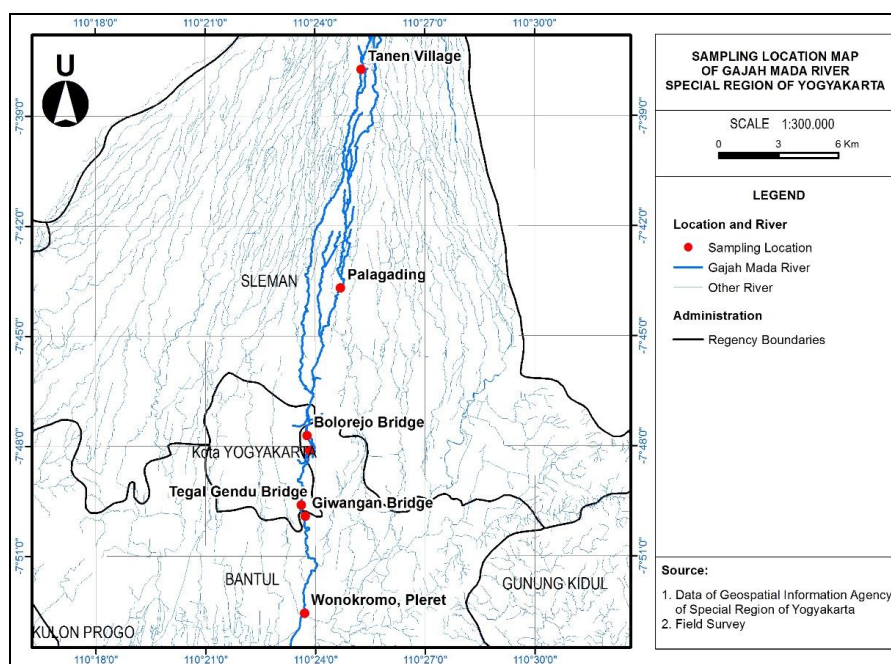 110°18'0" 110°21'0" 110°24'0" 110°27'0" 110°30'0"
U
Tanen Village
-7°39'0" -7°39'0"
-7°42'0" -7°42'0"
SLEMAN
Palagading
-7°45'0" -7°45'0"
Bolorejo Bridge
-7°48'0" -7°48'0"
Kota YOGYAKARTA
Tegal Gendu Bridge
Giwangan Bridge
-7°51'0" -7°51'0"
BANTUL
GUNUNG KIDUL
Wonokromo, Pleret
KULON PROGO
110°18'0" 110°21'0" 110°24'0" 110°27'0" 110°30'0"
SAMPLING LOCATION MAP
OF GAJAH MADA RIVER
SPECIAL REGION OF YOGYAKARTA
SCALE 1:300.000
0 3 6 Km
LEGEND
Location and River
Sampling Location
Gajah Mada River
Other River
Administration
Regency Boundaries
Source:
1. Data of Geospatial Information Agency
of Special Region of Yogyakarta
2. Field Survey